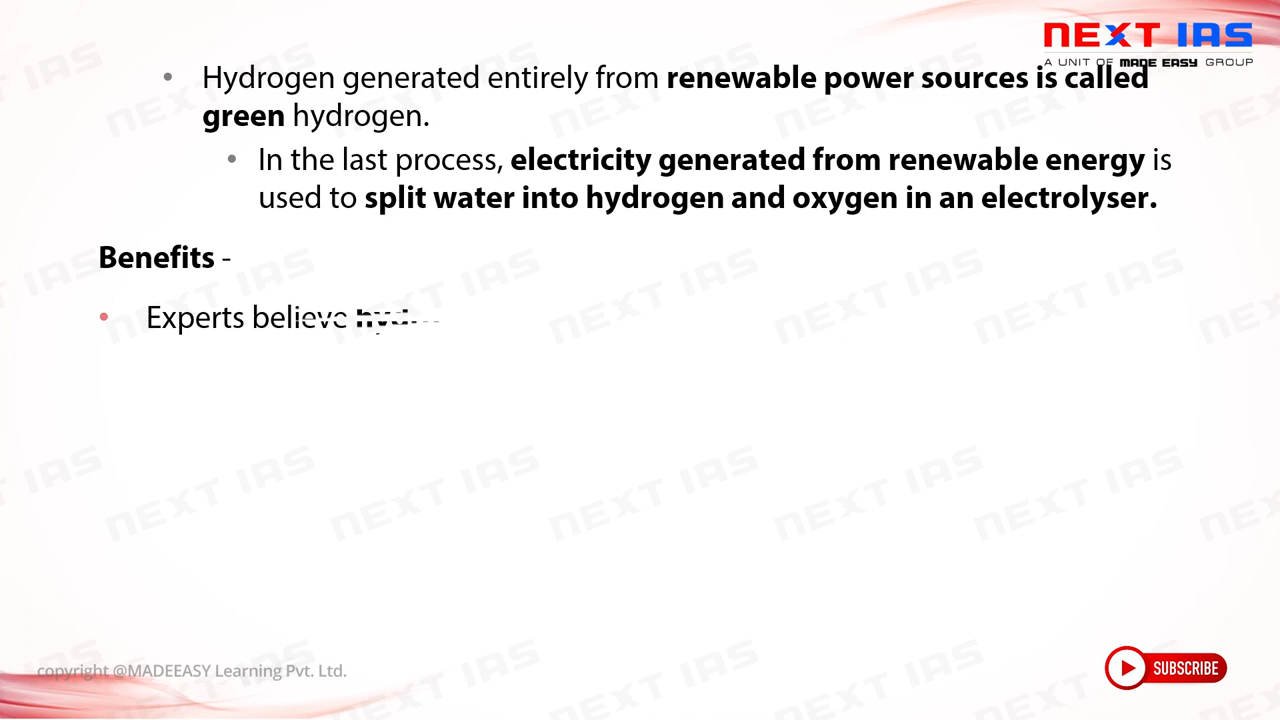 NEXT IAS
A UNIT OF MADE EASY GROUP
• Hydrogen generated entirely from renewable power sources is called
green hydrogen.
• In the last process, electricity generated from renewable energy is
used to split water into hydrogen and oxygen in an electrolyser.
Benefits -
• Experts believe
copyright @MADEEASY Learning Pvt. Ltd.
SUBSCRIBE